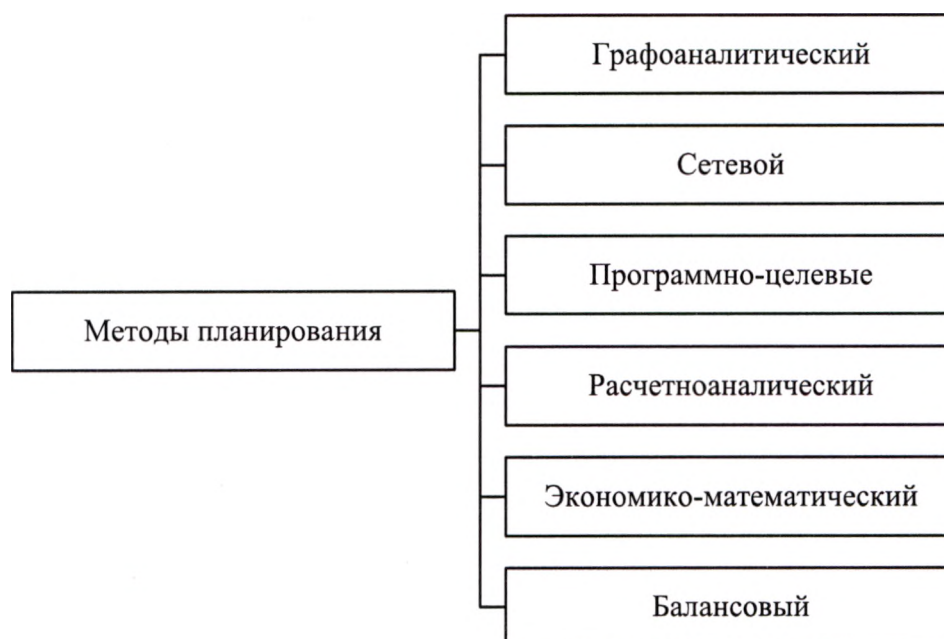 Графоаналитический
Сетевой
Программно-целевые
Методы планирования
Расчетноаналический
Экономико-математический
Балансовый